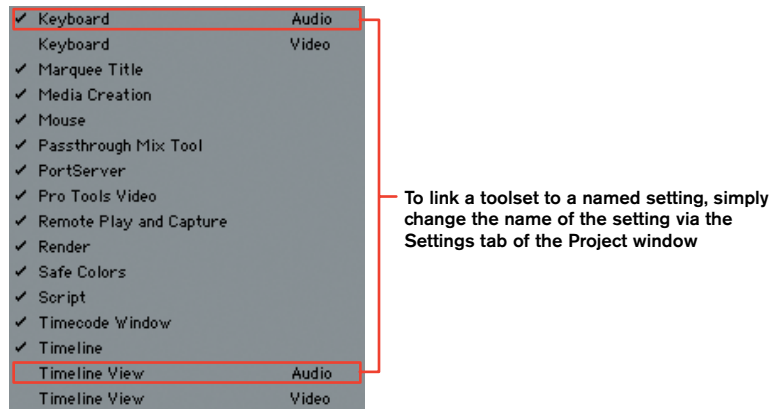 ✓ Keyboard Audio
Keyboard Video
✓ Marquee Title
✓ Media Creation
✓ Mouse
✓ Passthrough Mix Tool
✓ PortServer
✓ Pro Tools Video
✓ Remote Play and Capture
✓ Render
✓ Safe Colors
✓ Script
✓ Timecode Window
✓ Timeline
Timeline View Audio
Timeline View Video
To link a toolset to a named setting, simply
change the name of the setting via the
Settings tab of the Project window